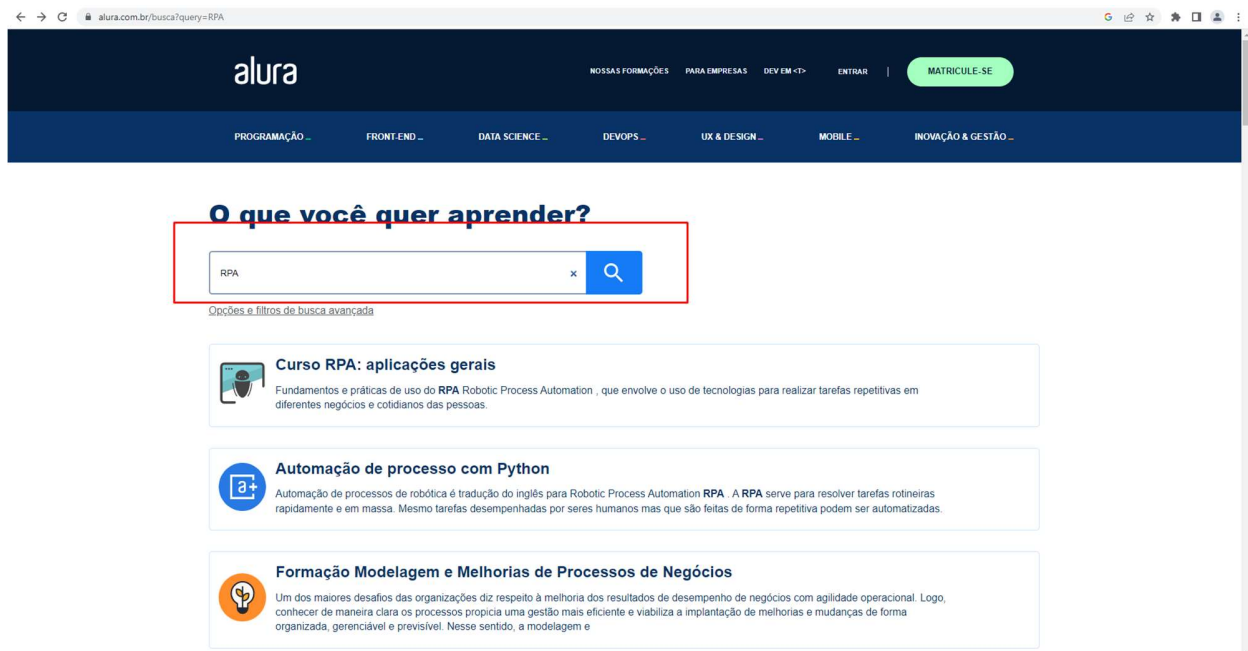 alura.com.br/busca?query=RPA
alura
NOSSAS FORMAÇÕES PARA EMPRESAS DEV EM <T> ENTRAR | MATRICULE-SE
PROGRAMAÇÃO _ FRONT-END _ DATA SCIENCE _ DEVOPS _ UX & DESIGN _ MOBILE _ INOVAÇÃO & GESTÃO _
O que você quer aprender?
RPA
Opções e filtros de busca avançada
Curso RPA: aplicações gerais
Fundamentos e práticas de uso do RPA Robotic Process Automation , que envolve o uso de tecnologias para realizar tarefas repetitivas em
diferentes negócios e cotidianos das pessoas.
a+
Automação de processo com Python
Automação de processos de robótica é tradução do inglês para Robotic Process Automation RPA . A RPA serve para resolver tarefas rotineiras
rapidamente e em massa. Mesmo tarefas desempenhadas por seres humanos mas que são feitas de forma repetitiva podem ser automatizadas.
Formação Modelagem e Melhorias de Processos de Negócios
Um dos maiores desafios das organizações diz respeito à melhoria dos resultados de desempenho de negócios com agilidade operacional. Logo,
conhecer de maneira clara os processos propicia uma gestão mais eficiente e viabiliza a implantação de melhorias e mudanças de forma
organizada, gerenciável e previsível. Nesse sentido, a modelagem e